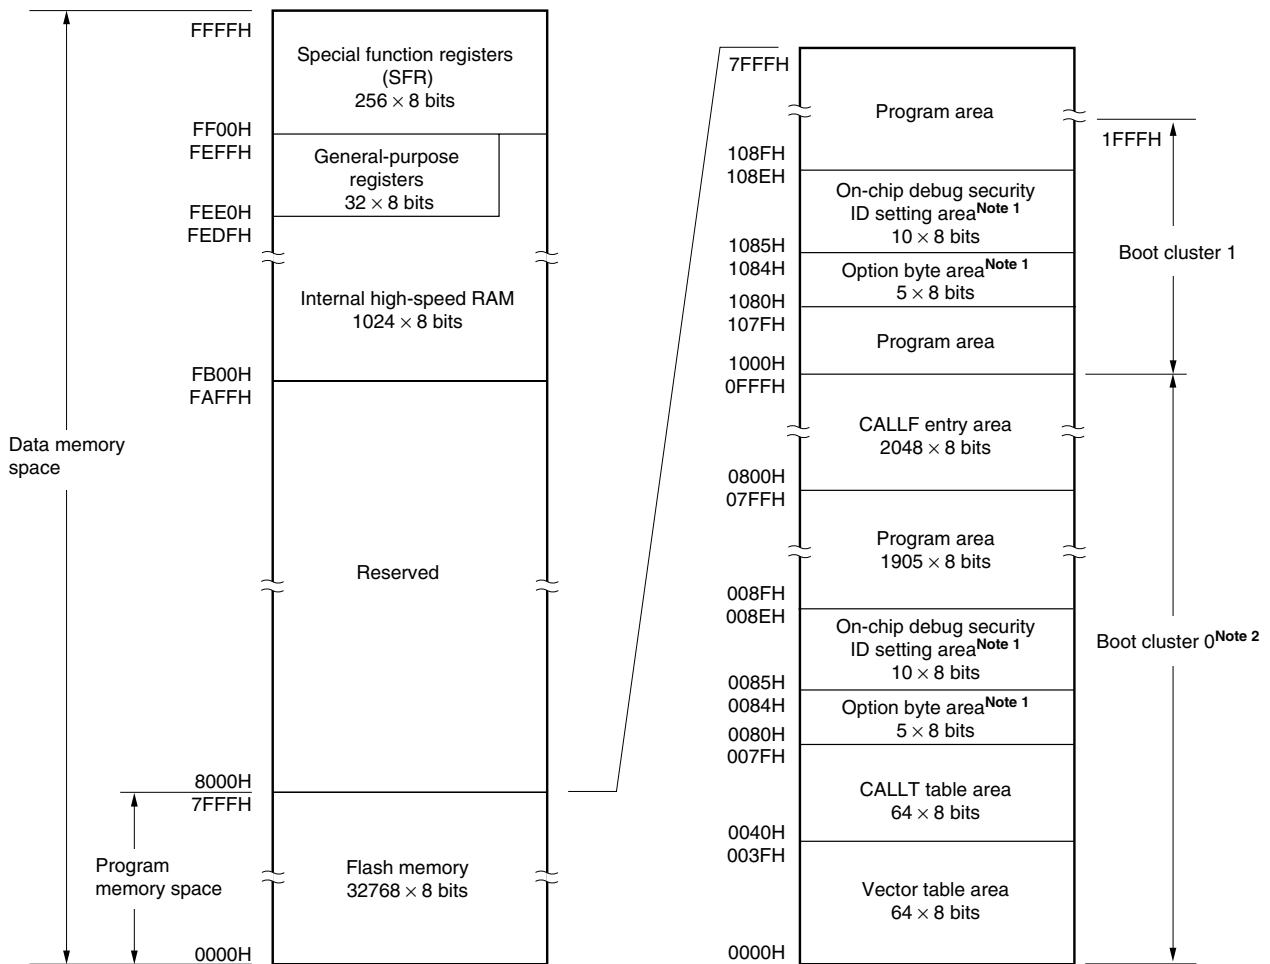 FFFFH
Special function registers
(SFR)
256 × 8 bits
FF00H
FEFFH
General-purpose
registers
32 × 8 bits
FEE0H
FEDFH
Internal high-speed RAM
1024 × 8 bits
FB00H
FAFFH
Data memory
space
Reserved
8000H
7FFFH
Program
memory space
Flash memory
32768 × 8 bits
0000H
7FFFH
Program area
1FFFH
108FH
108EH
On-chip debug security
ID setting areaNote 1
10 × 8 bits
Boot cluster 1
1085H
1084H
Option byte areaNote 1
5 × 8 bits
1080H
107FH
Program area
1000H
0FFFH
CALLF entry area
2048 × 8 bits
0800H
07FFH
Program area
1905 × 8 bits
008FH
008EH
On-chip debug security
ID setting areaNote 1
10 × 8 bits
Boot cluster 0Note 2
0085H
0084H
Option byte areaNote 1
5 × 8 bits
0080H
007FH
CALLT table area
64 × 8 bits
0040H
003FH
Vector table area
64 × 8 bits
0000H